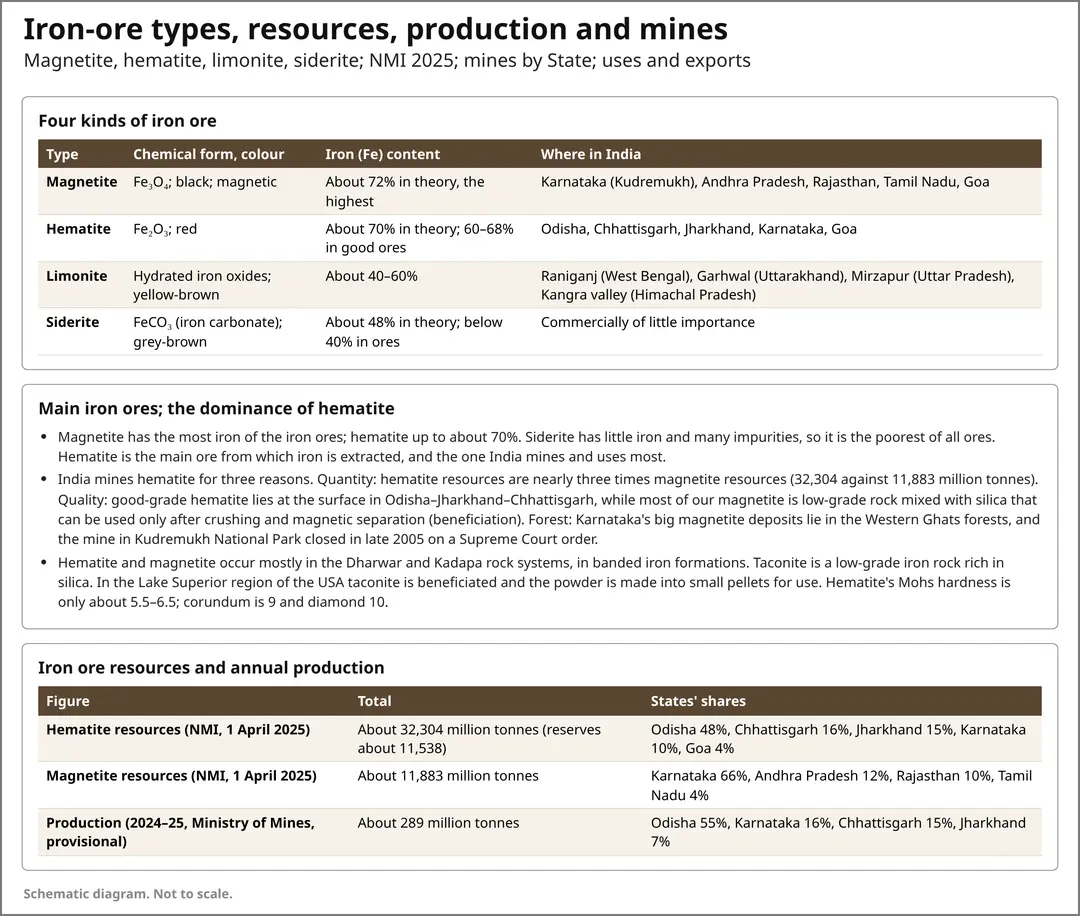 Iron-ore types, resources, production and mines
Magnetite, hematite, limonite, siderite; NMI 2025; mines by State; uses and exports
Four kinds of iron ore
Type Chemical form, colour Iron (Fe) content Where in India
Magnetite Fe₃O₄; black; magnetic About 72% in theory, the highest Karnataka (Kudremukh), Andhra Pradesh, Rajasthan, Tamil Nadu, Goa
Hematite Fe₂O₃; red About 70% in theory; 60–68% in good ores Odisha, Chhattisgarh, Jharkhand, Karnataka, Goa
Limonite Hydrated iron oxides; yellow-brown About 40–60% Raniganj (West Bengal), Garhwal (Uttarakhand), Mirzapur (Uttar Pradesh), Kangra valley (Himachal Pradesh)
Siderite FeCO₃ (iron carbonate); grey-brown About 48% in theory; below 40% in ores Commercially of little importance
Main iron ores; the dominance of hematite
• Magnetite has the most iron of the iron ores; hematite up to about 70%. Siderite has little iron and many impurities, so it is the poorest of all ores.
Hematite is the main ore from which iron is extracted, and the one India mines and uses most.
• India mines hematite for three reasons. Quantity: hematite resources are nearly three times magnetite resources (32,304 against 11,883 million tonnes).
Quality: good-grade hematite lies at the surface in Odisha–Jharkhand–Chhattisgarh, while most of our magnetite is low-grade rock mixed with silica that
can be used only after crushing and magnetic separation (beneficiation). Forest: Karnataka's big magnetite deposits lie in the Western Ghats forests, and
the mine in Kudremukh National Park closed in late 2005 on a Supreme Court order.
• Hematite and magnetite occur mostly in the Dharwar and Kadapa rock systems, in banded iron formations. Taconite is a low-grade iron rock rich in
silica. In the Lake Superior region of the USA taconite is beneficiated and the powder is made into small pellets for use. Hematite's Mohs hardness is
only about 5.5–6.5; corundum is 9 and diamond 10.
Iron ore resources and annual production
Figure Total States' shares
Hematite resources (NMI, 1 April 2025) About 32,304 million tonnes (reserves about 11,538) Odisha 48%, Chhattisgarh 16%, Jharkhand 15%, Karnataka 10%, Goa 4%
Magnetite resources (NMI, 1 April 2025) About 11,883 million tonnes Karnataka 66%, Andhra Pradesh 12%, Rajasthan 10%, Tamil Nadu 4%
Production (2024–25, Ministry of Mines, provisional) About 289 million tonnes Odisha 55%, Karnataka 16%, Chhattisgarh 15%, Jharkhand 7%
Schematic diagram. Not to scale.